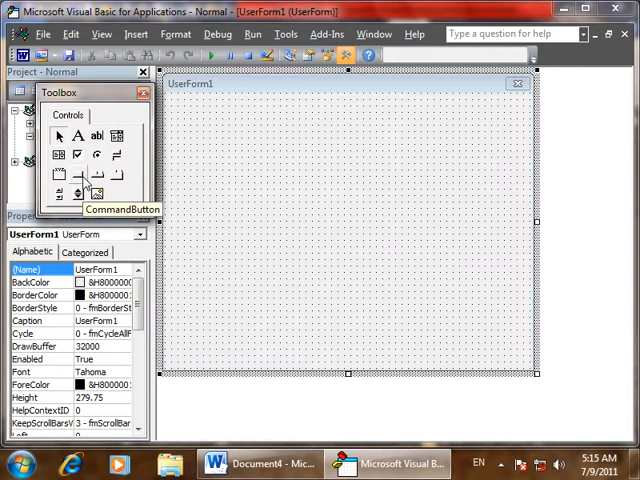 Microsoft Visual Basic for Applications - Normal - [UserForm1 (UserForm)]
File Edit View Insert Format Debug Run Tools Add-Ins Window Help
Type a question for help
Project - Normal
Toolbox
Controls
A ab|
CommandButton
UserForm1
UserForm1 UserForm
Alphabetic Categorized
(Name) UserForm1
BackColor &H8000000
BorderColor &H8000001
BorderStyle 0 - fmBorderSt
Caption UserForm1
Cycle 0 - fmCycleAllF
DrawBuffer 32000
Enabled True
Font Tahoma
ForeColor &H8000001
Height 279.75
HelpContextID 0
KeepScrollBarsV 3 - fmScrollBar
Document4 - Mic... Microsoft Visual B... EN 5:15 AM
7/9/2011